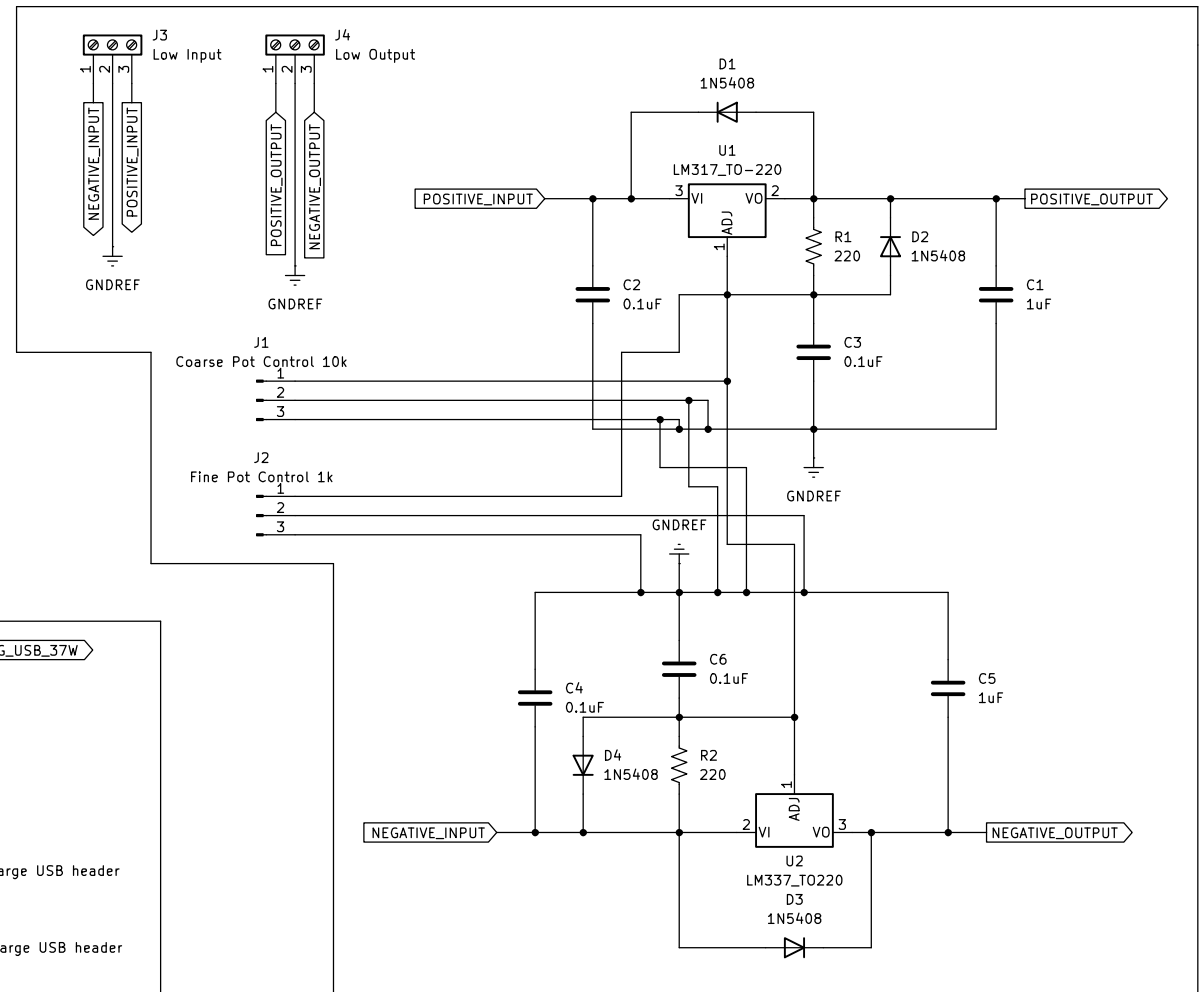 J3
Low Input
1
2
3
NEGATIVE_INPUT
POSITIVE_INPUT
GNDREF
J4
Low Output
1
2
3
POSITIVE_OUTPUT
NEGATIVE_OUTPUT
GNDREF
D1
1N5408
U1
LM317_TO-220
POSITIVE_INPUT
3
VI
VO
2
ADJ
1
POSITIVE_OUTPUT
R1
220
D2
1N5408
C2
0.1uF
C1
1uF
C3
0.1uF
GNDREF
J1
Coarse Pot Control 10k
1
2
3
J2
Fine Pot Control 1k
1
2
3
GNDREF
G_USB_37W
C4
0.1uF
C6
0.1uF
C5
1uF
D4
1N5408
R2
220
NEGATIVE_INPUT
2
VI
VO
3
ADJ
1
NEGATIVE_OUTPUT
U2
LM337_TO220
D3
1N5408
arge USB header
arge USB header